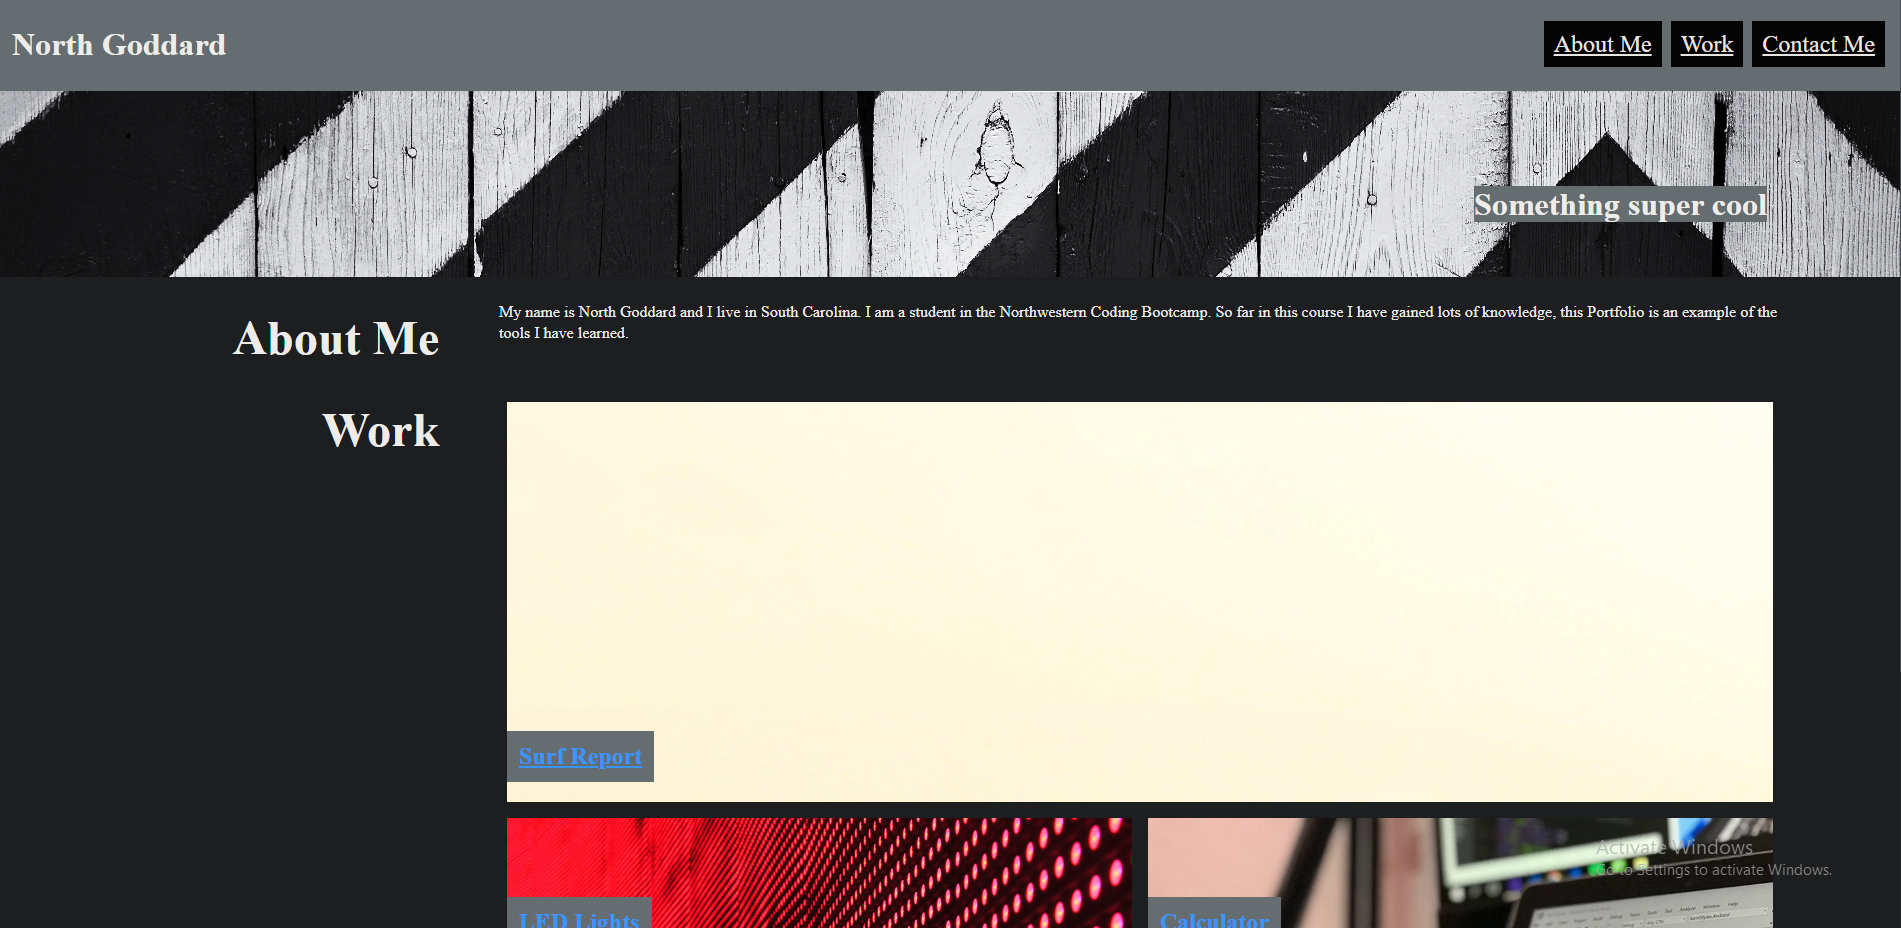 North Goddard
About Me
Work
Contact Me
Something super cool
About Me
My name is North Goddard and I live in South Carolina. I am a student in the Northwestern Coding Bootcamp. So far in this course I have gained lots of knowledge, this Portfolio is an example of the
tools I have learned.
Work
Surf Report
LED Lights
Calculator
Activate Windows
Go to Settings to activate Windows.